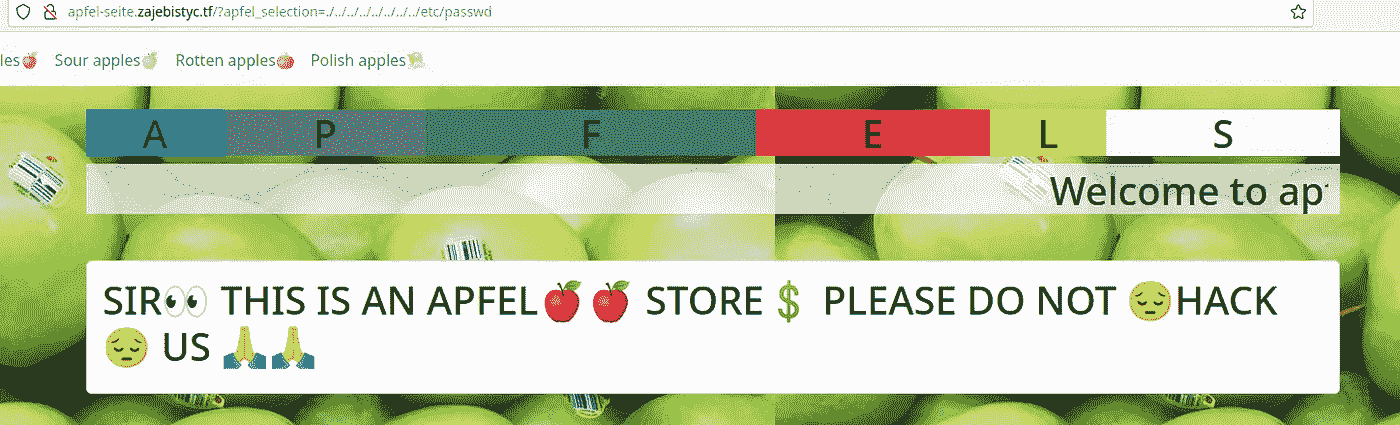 apfel-seite.zajebistyc.tf/?apfel_selection=./../../../../../../../etc/passwd
les🍎 Sour apples🍏 Rotten apples🍅 Polish apples
A P F E L S
Welcome to ap
SIR👀 THIS IS AN APFEL🍎🍎 STORE💲 PLEASE DO NOT 😔HACK
😔 US 🙏🙏